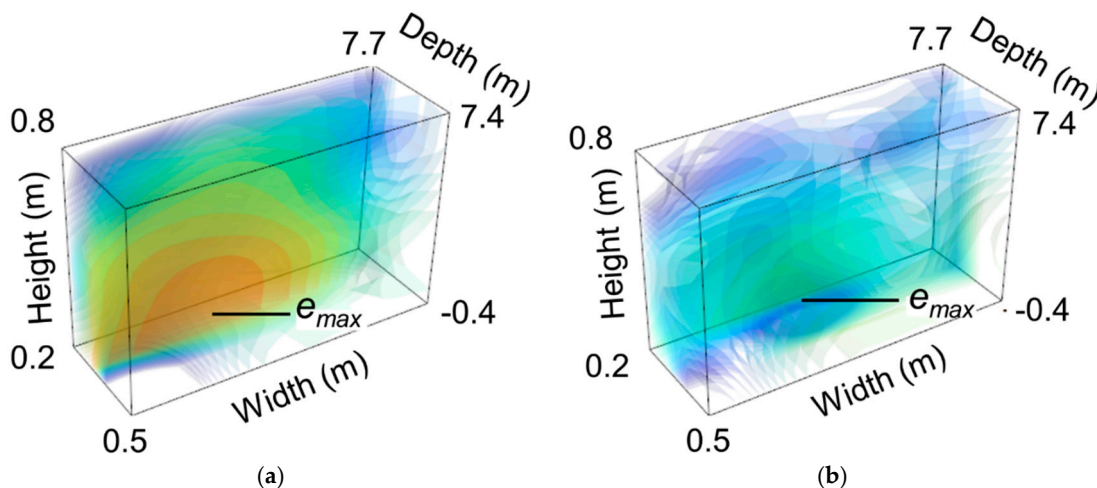 7.7
Depth (m)
7.4
0.8
Height (m)
e_max
-0.4
0.2
Width (m)
0.5
(a)
7.7
Depth (m)
7.4
0.8
Height (m)
e_max
-0.4
0.2
Width (m)
0.5
(b)